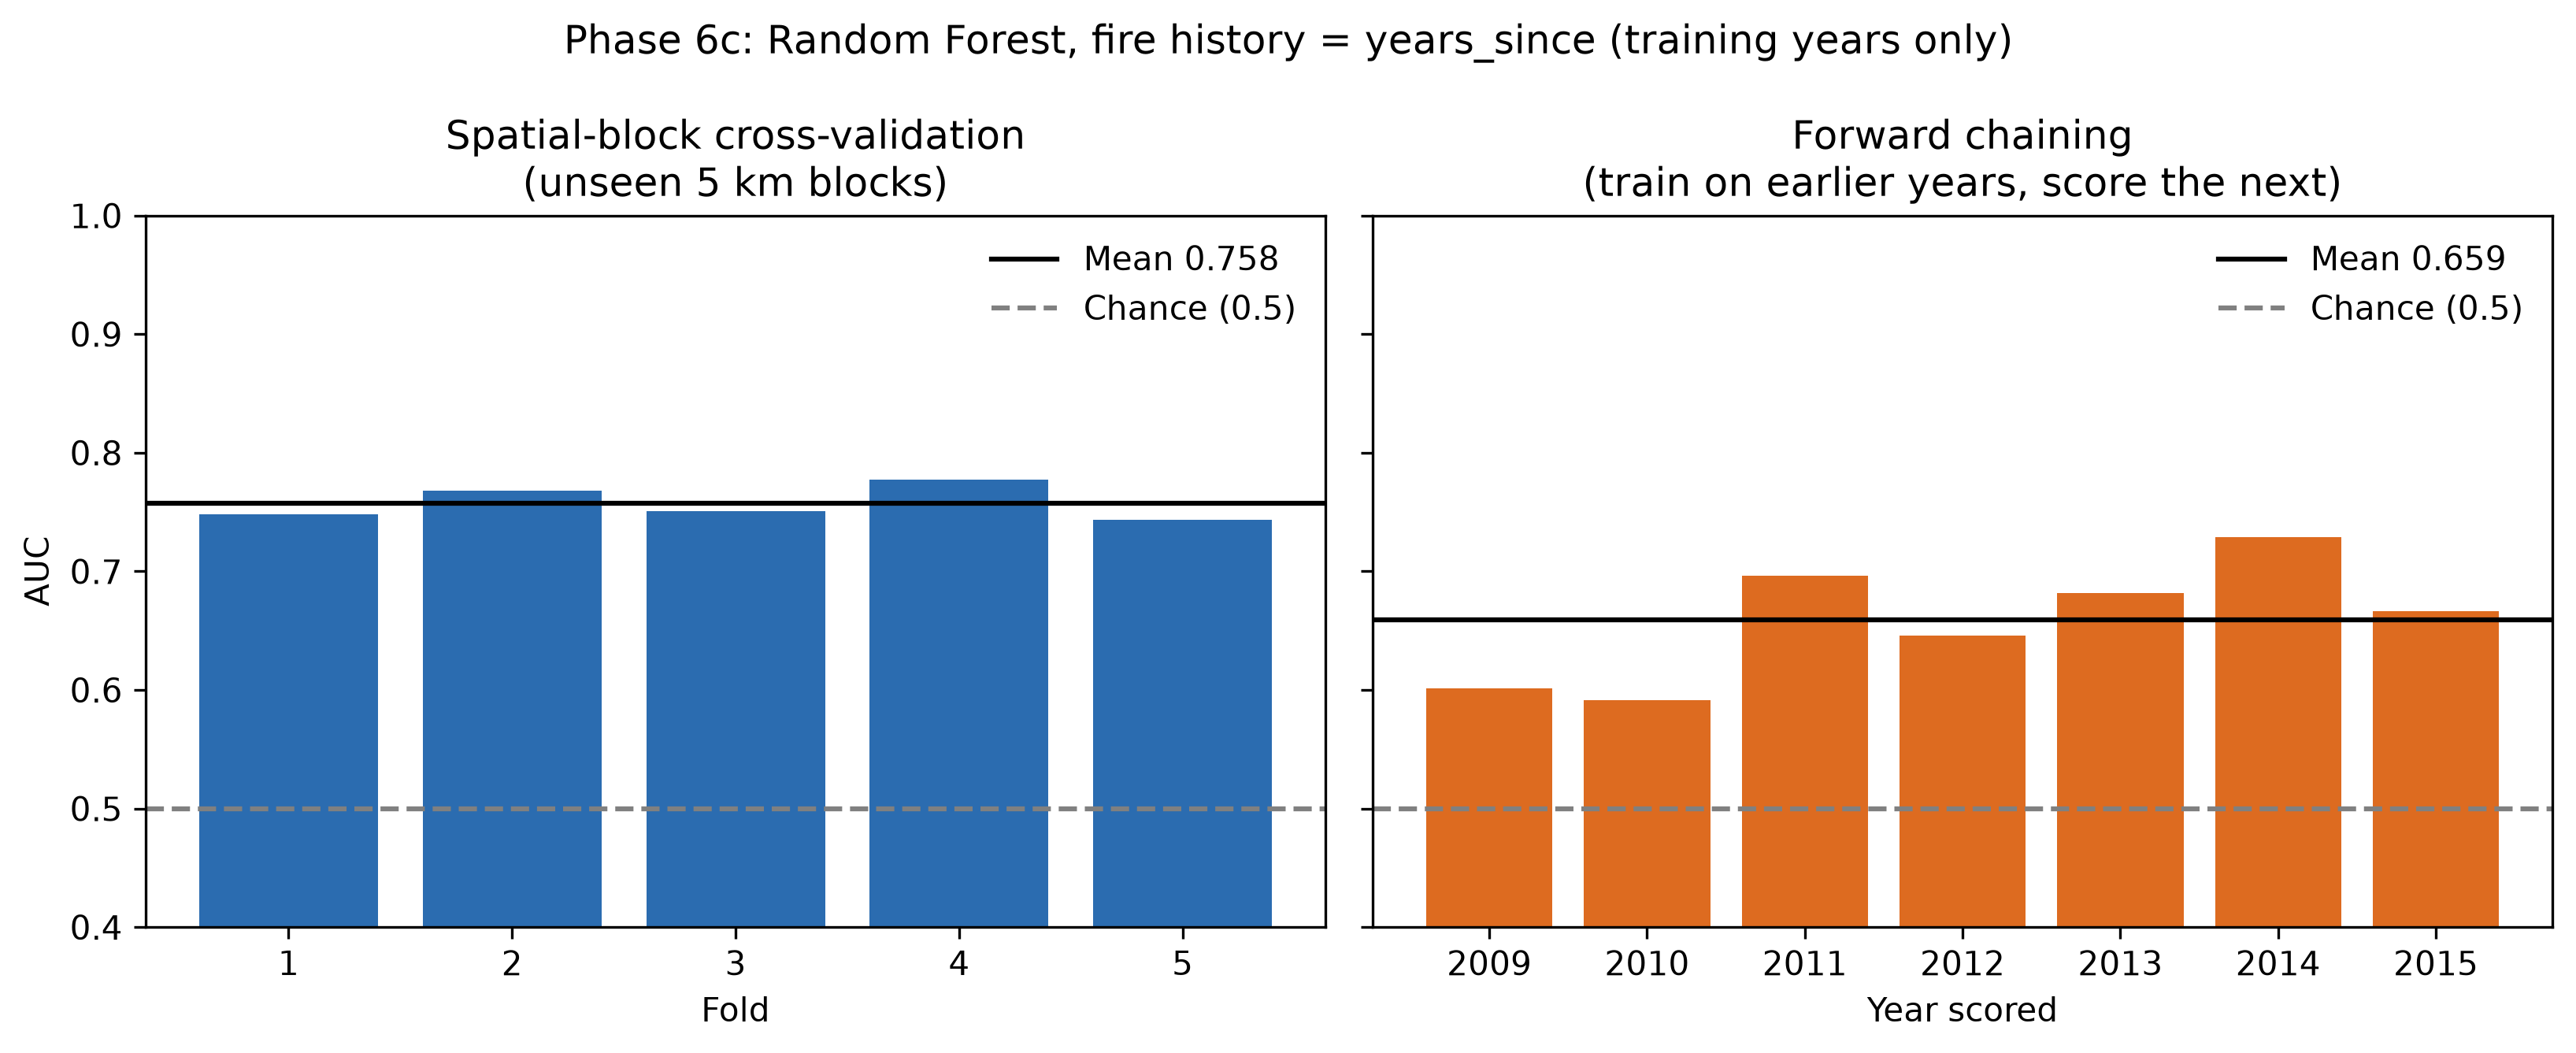 Phase 6c: Random Forest, fire history = years_since (training years only)
Spatial-block cross-validation
(unseen 5 km blocks)
Mean 0.758
Chance (0.5)
1.0
0.9
0.8
0.7
0.6
0.5
0.4
AUC
1 2 3 4 5
Fold
Forward chaining
(train on earlier years, score the next)
Mean 0.659
Chance (0.5)
2009 2010 2011 2012 2013 2014 2015
Year scored